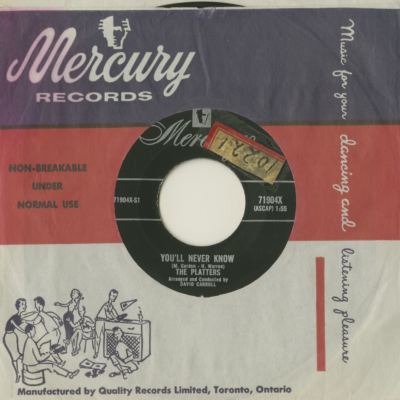 Mercury
RECORDS
Music for your dancing and listening pleasure
NON-BREAKABLE
UNDER
NORMAL USE
71904X-S1
71904X
(ASCAP) 1:55
YOU'LL NEVER KNOW
(M. Gordon - H. Warren)
THE PLATTERS
Arranged and Conducted by
DAVID CARROLL
Manufactured by Quality Records Limited, Toronto, Ontario